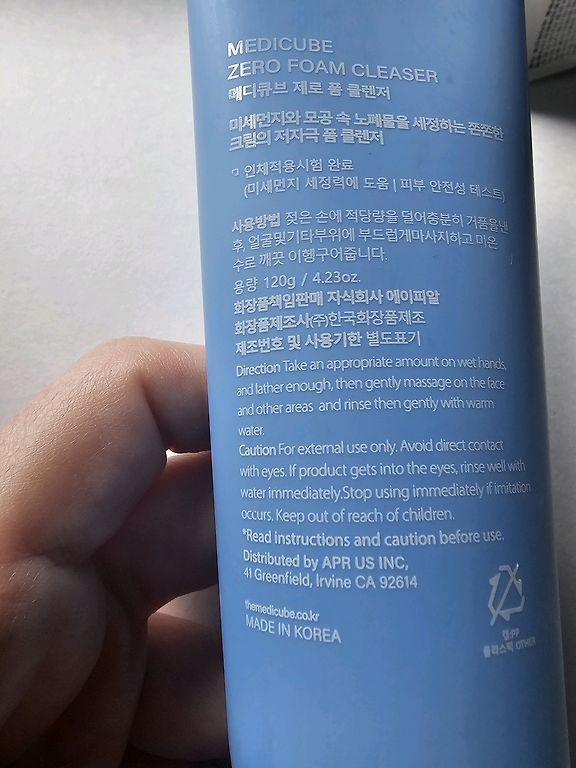 MEDICUBE
ZERO FOAM CLEASER
메디큐브 제로 폼 클렌저
미세먼지와 모공 속 노폐물을 세정하는 쫀쫀한
크림의 저자극 폼 클렌저
인체적용시험 완료
(미세먼지 세정력에 도움 | 피부 안전성 테스트)
사용방법 젖은 손에 적당량을 덜어충분히 거품을낸
후, 얼굴및기타부위에 부드럽게마사지하고 미온
수로 깨끗 이헹구어줍니다.
용량 120g / 4.23oz.
화장품책임판매 자식회사 에이피알
화장품제조사(주)한국화장품제조
제조번호 및 사용기한 별도표기
Direction Take an appropriate amount on wet hands,
and lather enough, then gently massage on the face
and other areas and rinse then gently with warm
water.
Caution For external use only. Avoid direct contact
with eyes. If product gets into the eyes, rinse well with
water immediately.Stop using immediately if imitation
occurs. Keep out of reach of children.
*Read instructions and caution before use.
Distributed by APR US INC,
41 Greenfield, Irvine CA 92614
themedicube.co.kr
MADE IN KOREA
캡:PP
플라스틱 OTHER